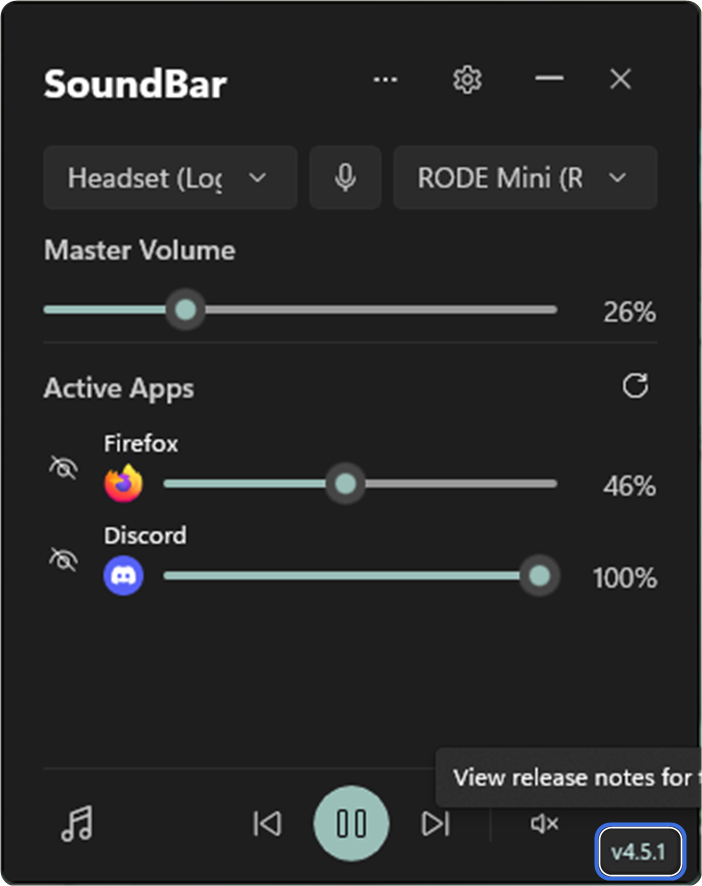 SoundBar
Headset (Log
RODE Mini (R
Master Volume
26%
Active Apps
Firefox
46%
Discord
100%
View release notes for
v4.5.1